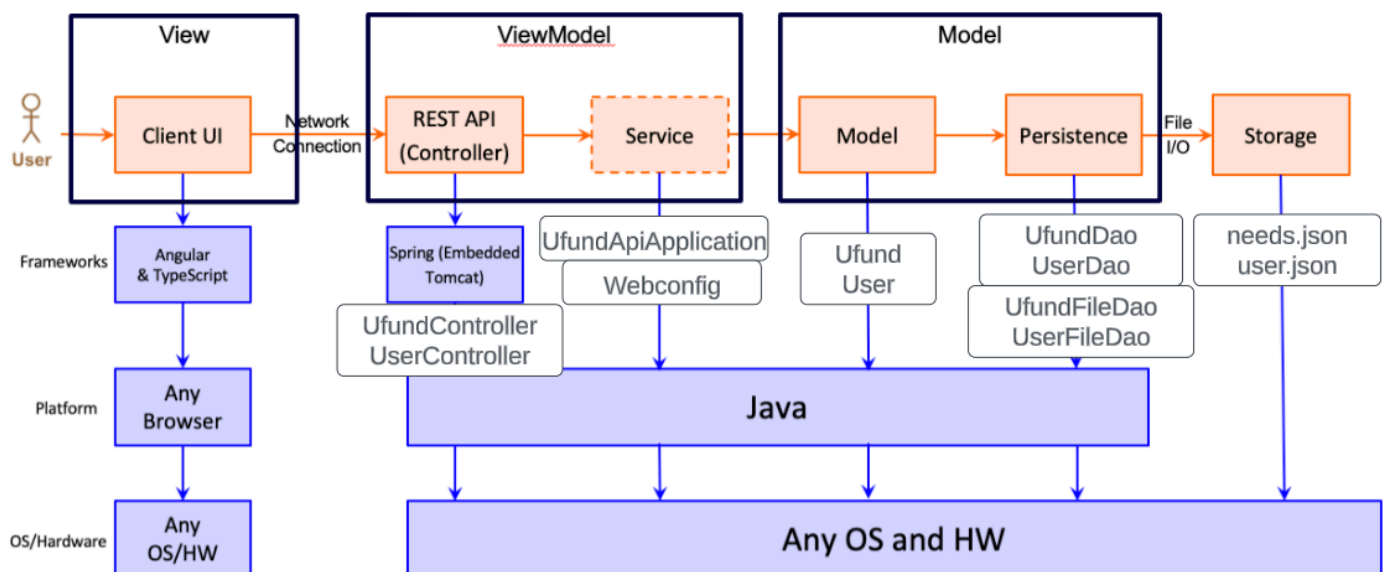 View
ViewModel
Model
User
Client UI
Network
Connection
REST API
(Controller)
Service
Model
Persistence
File
I/O
Storage
Frameworks
Angular
& TypeScript
Spring (Embedded
Tomcat)
UfundController
UserController
UfundApiApplication
Webconfig
Ufund
User
UfundDao
UserDao
UfundFileDao
UserFileDao
needs.json
user.json
Platform
Any
Browser
Java
OS/Hardware
Any
OS/HW
Any OS and HW